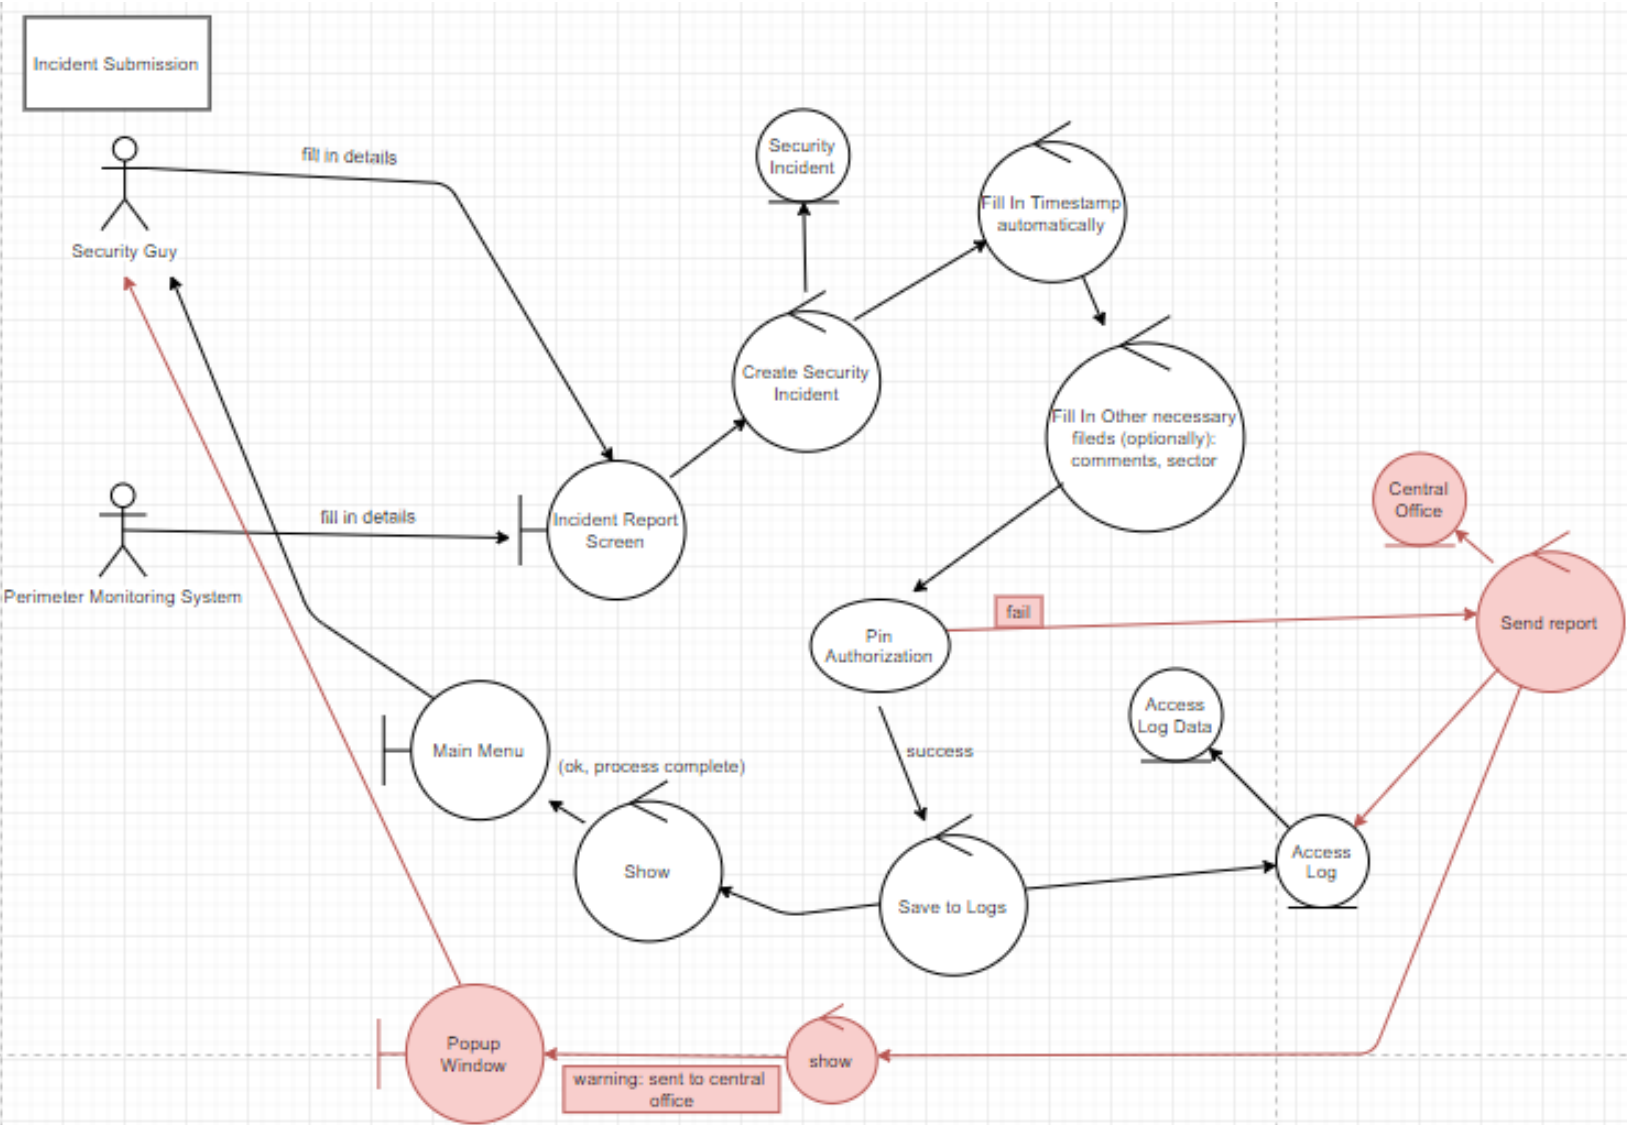 Incident Submission
fill in details
Security Guy
Security
Incident
Fill In Timestamp
automatically
Create Security
Incident
Fill In Other necessary
fileds (optionally):
comments, sector
fill in details
Incident Report
Screen
Perimeter Monitoring System
Central
Office
fail
Send report
Pin
Authorization
Access
Log Data
success
Main Menu
(ok, process complete)
Show
Save to Logs
Access
Log
Popup
Window
show
warning: sent to central
office